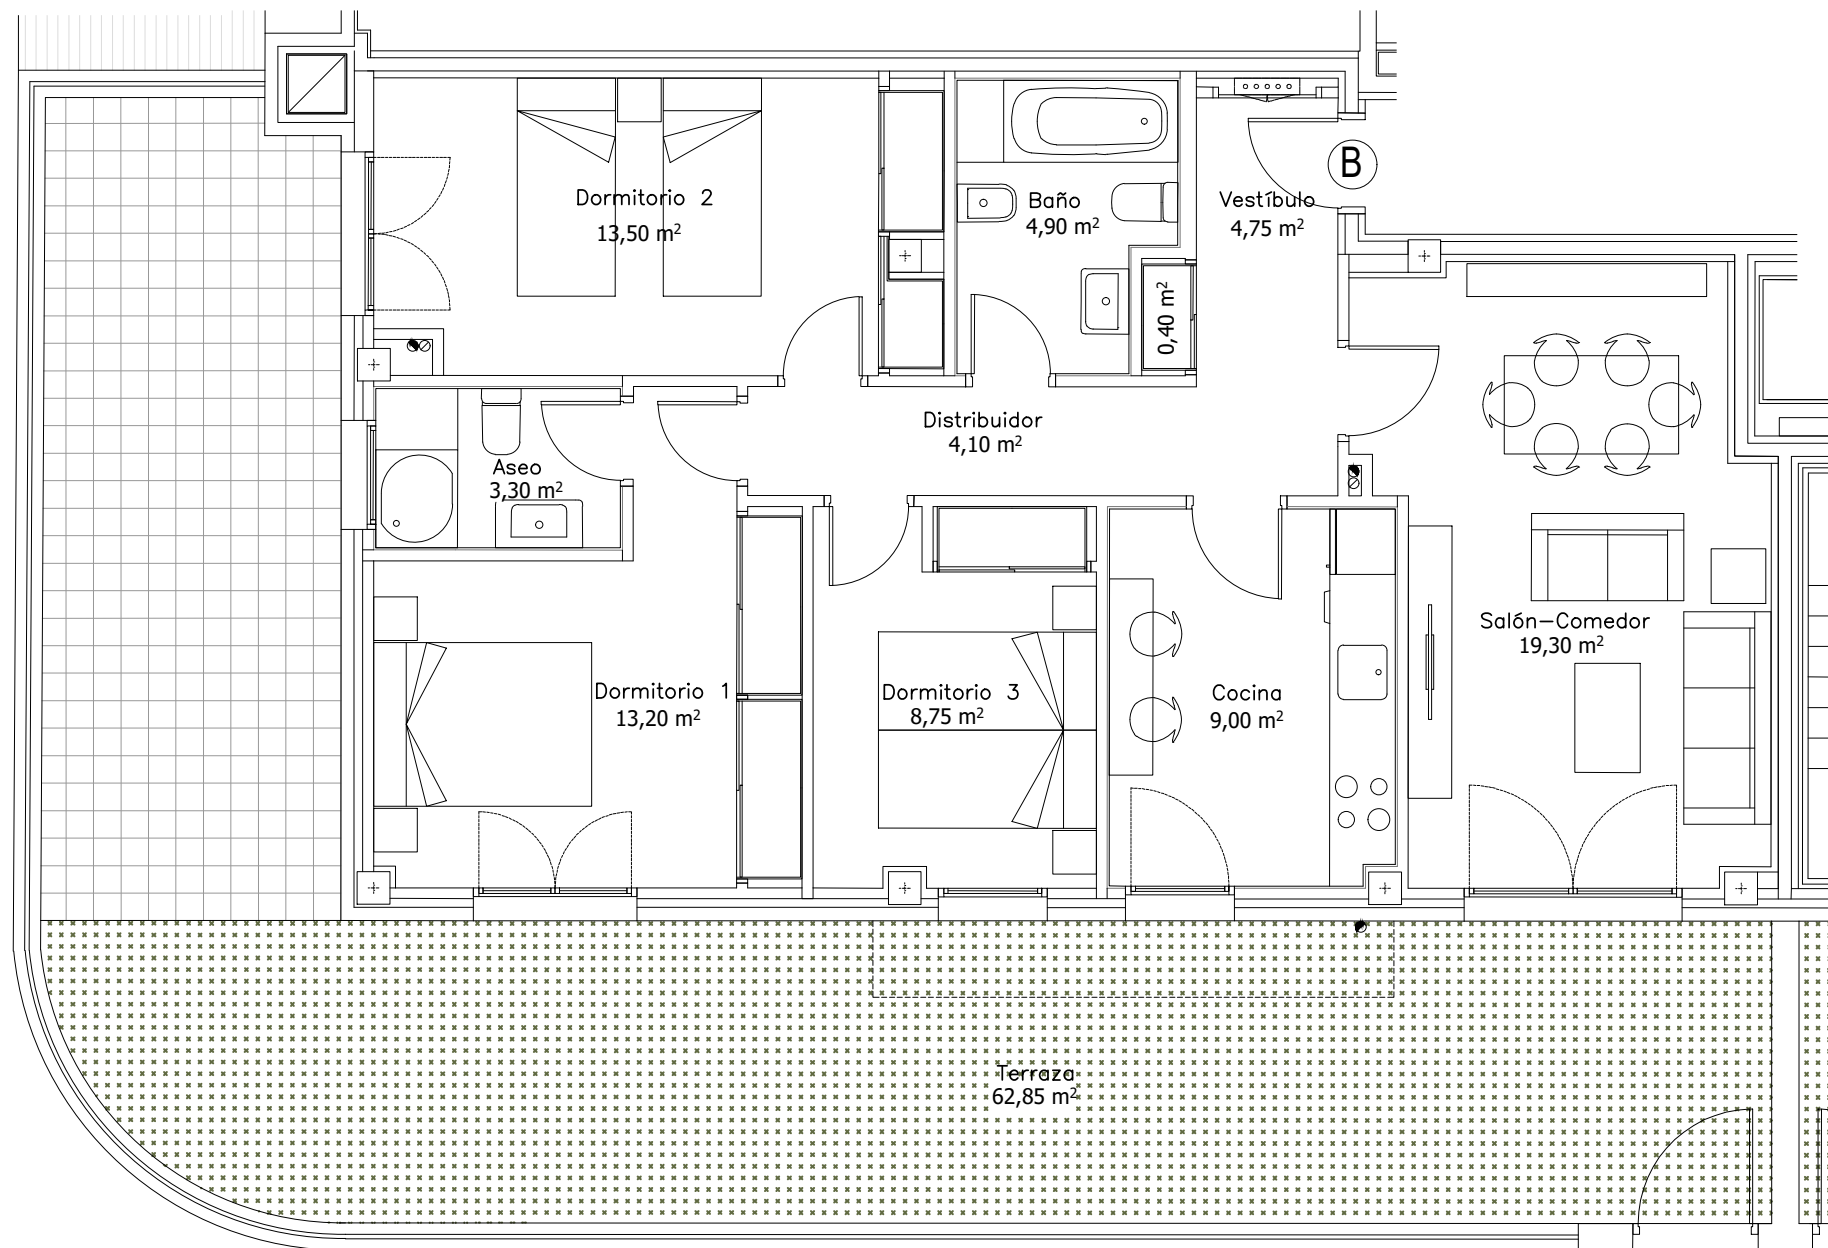 B
Dormitorio 2
13,50 m²
Baño
4,90 m²
Vestíbulo
4,75 m²
0,40 m²
Distribuidor
4,10 m²
Aseo
3,30 m²
Salón-Comedor
19,30 m²
Dormitorio 1
13,20 m²
Dormitorio 3
8,75 m²
Cocina
9,00 m²
Terraza
62,85 m²